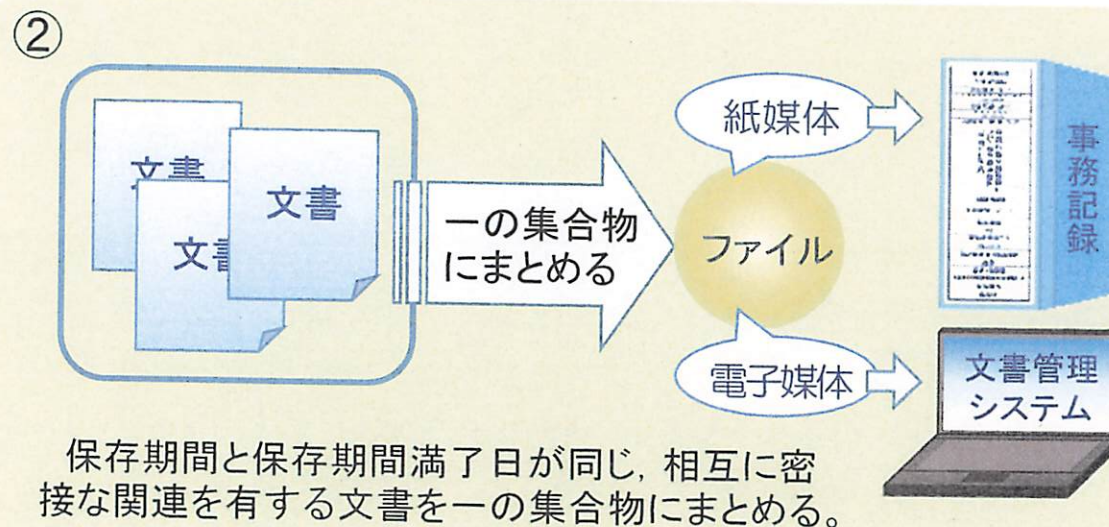 ②
文書
文書
文書
一の集合物
にまとめる
ファイル
紙媒体
事務記録
電子媒体
文書管理
システム
保存期間と保存期間満了日が同じ，相互に密
接な関連を有する文書を一の集合物にまとめる。